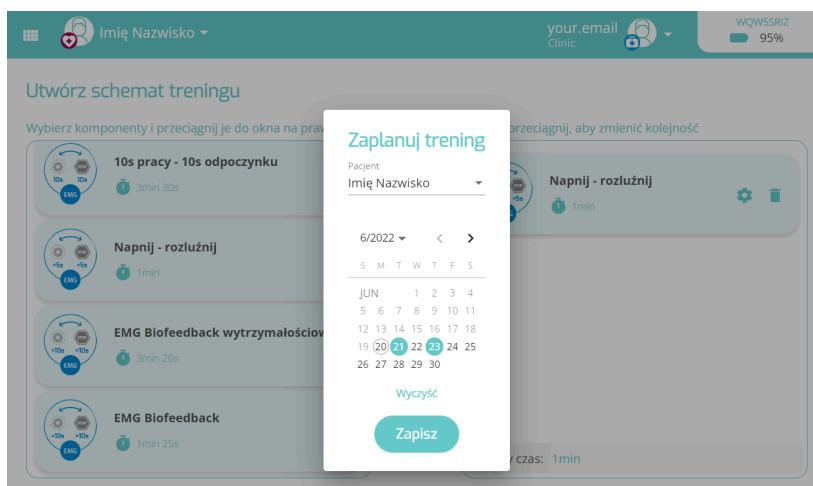 Imię Nazwisko
your.email
Clinic
WQW5SRIZ
95%
Utwórz schemat treningu
Wybierz komponenty i przeciągnij je do okna na praw
przeciągnij, aby zmienić kolejność
10s pracy - 10s odpoczynku
3min 30s
10s 10s
EMG
Napnij - rozluźnij
1min
<5s <5s
EMG
EMG Biofeedback wytrzymałościow
3min 20s
>10s >10s
EMG
EMG Biofeedback
1min 25s
EMG
Zaplanuj trening
Pacjent
Imię Nazwisko
6/2022
S M T W T F S
JUN 1 2 3 4
5 6 7 8 9 10 11
12 13 14 15 16 17 18
19 20 21 22 23 24 25
26 27 28 29 30
Wyczyść
Zapisz
Napnij - rozluźnij
1min
czas: 1min